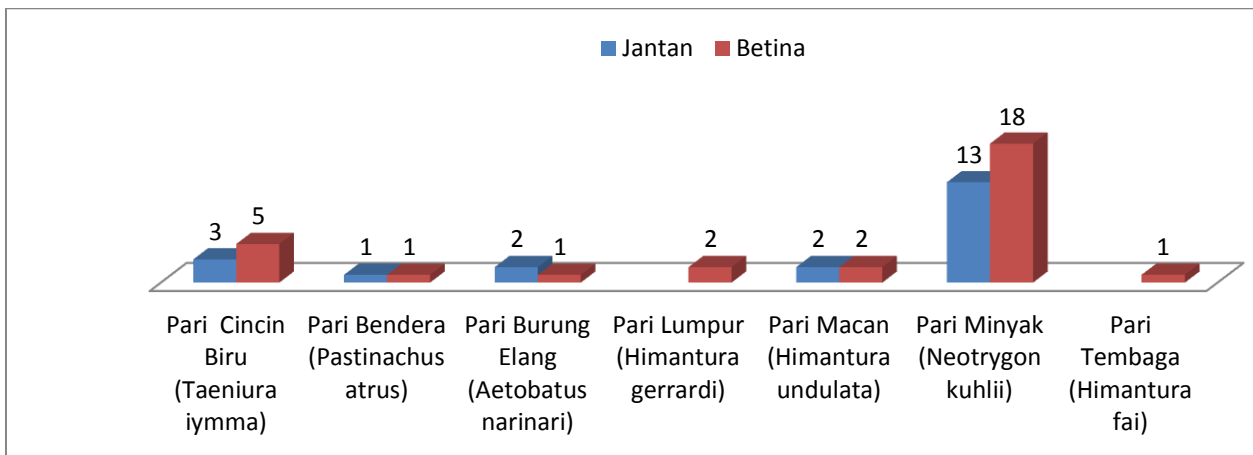 Jantan Betina
3 5 1 1 2 1 2 2 2 13 18 1
Pari Cincin
Biru
(Taeniura
iymma)
Pari Bendera
(Pastinachus
atrus)
Pari Burung
Elang
(Aetobatus
narinari)
Pari Lumpur
(Himantura
gerrardi)
Pari Macan
(Himantura
undulata)
Pari Minyak
(Neotrygon
kuhlii)
Pari
Tembaga
(Himantura
fai)